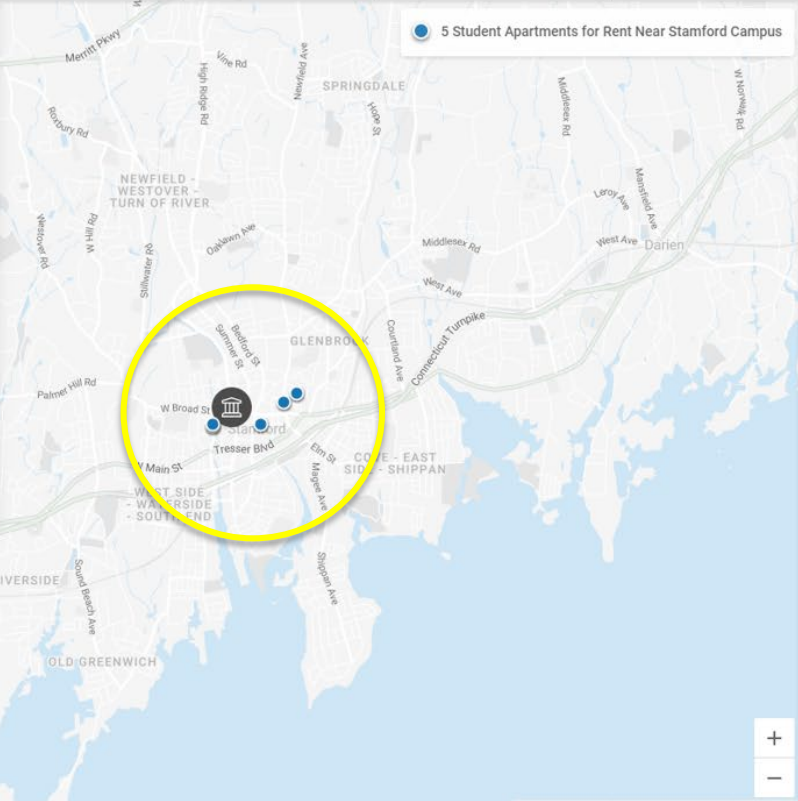 5 Student Apartments for Rent Near Stamford Campus
Merritt Pkwy
Vine Rd
High Ridge Rd
Newfield Ave
SPRINGDALE
Hope St
Middlesex Rd
W Norwalk Rd
Roxbury Rd
NEWFIELD -
WESTOVER -
TURN OF RIVER
Leroy Ave
Mansfield Ave
Westover Rd
W Hill Rd
Stillwater R
Oaklawn Ave
Middlesex Rd
West Ave
Darien
West Ave
Summer St
Bedford St
GLENBROOK
Courtland Ave
Connecticut Turnpike
Palmer Hill Rd
W Broad St
Stamford
Tresser Blvd
Elm St
W Main St
COVE - EAST
SIDE - SHIPPAN
Magee Ave
WEST SIDE
- WATERSIDE
- SOUTH END
Shippan Ave
IVERSIDE
Sound Beach Ave
OLD GREENWICH
+
−